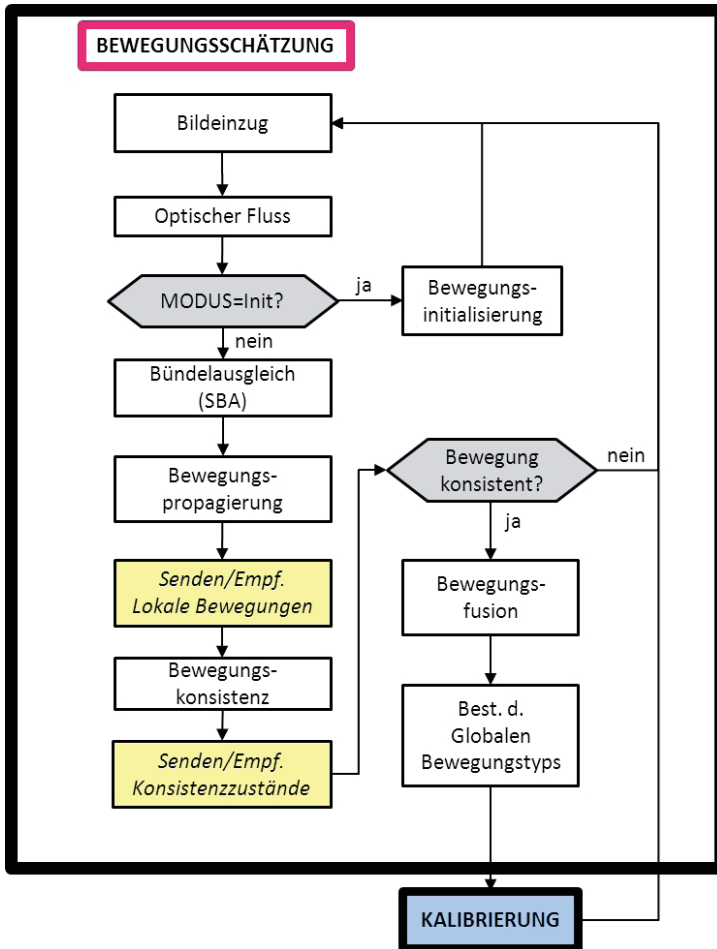 BEWEGUNGSSCHÄTZUNG
Bildeinzug
Optischer Fluss
MODUS=Init?
ja
Bewegungs-
initialisierung
nein
Bündelausgleich
(SBA)
Bewegungs-
propagierung
Senden/Empf.
Lokale Bewegungen
Bewegungs-
konsistenz
Senden/Empf.
Konsistenzzustände
Bewegung
konsistent?
nein
ja
Bewegungs-
fusion
Best. d.
Globalen
Bewegungstyps
KALIBRIERUNG